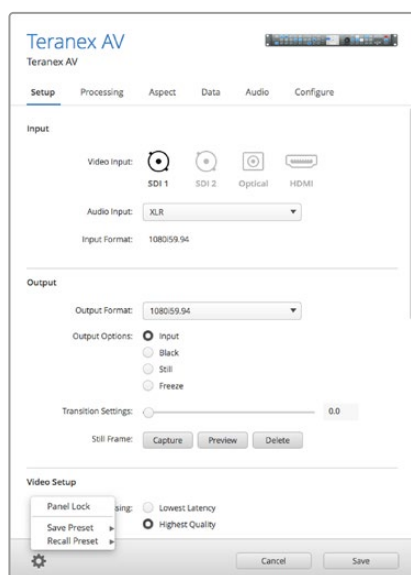 Teranex AV
Teranex AV
Setup Processing Aspect Data Audio Configure
Input
Video Input:
SDI 1 SDI 2 Optical HDMI
Audio Input: XLR
Input Format: 1080i59.94
Output
Output Format: 1080i59.94
Output Options: Input
Black
Still
Freeze
Transition Settings: 0.0
Still Frame: Capture Preview Delete
Video Setup
Panel Lock
Lowest Latency
Save Preset
Highest Quality
Recall Preset
Cancel Save